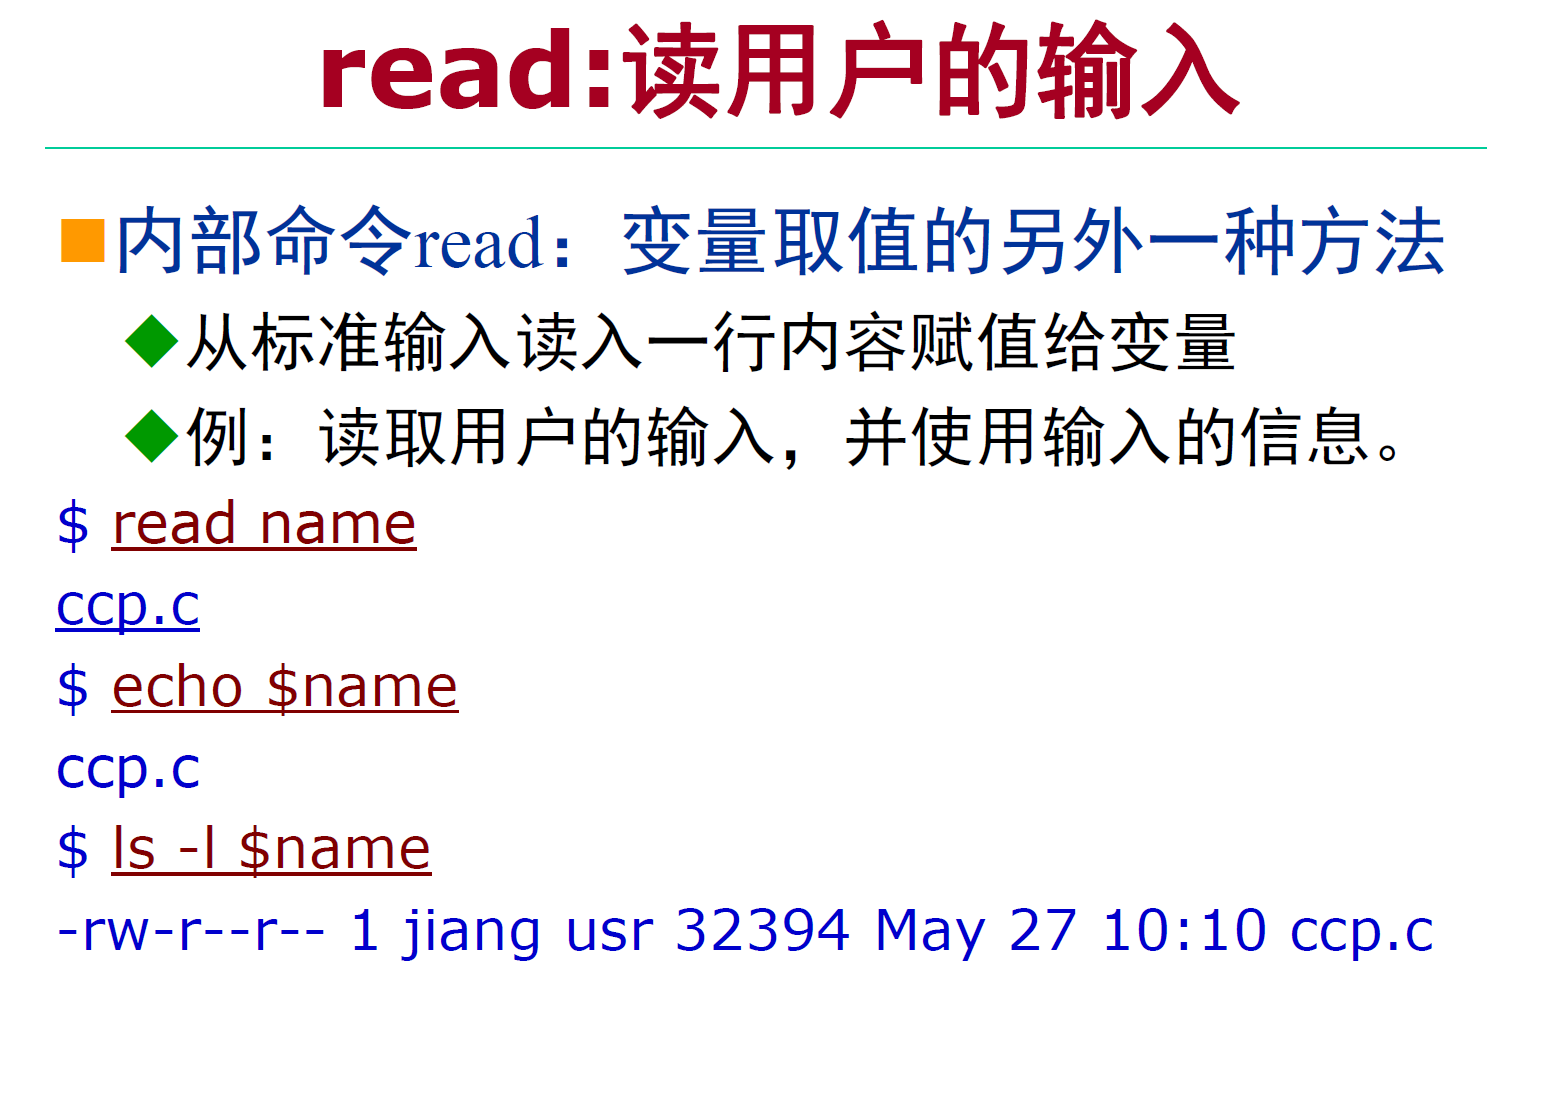 read:读用户的输入
内部命令read：变量取值的另外一种方法
从标准输入读入一行内容赋值给变量
例：读取用户的输入，并使用输入的信息。
$ read name
ccp.c
$ echo $name
ccp.c
$ ls -l $name
-rw-r--r-- 1 jiang usr 32394 May 27 10:10 ccp.c